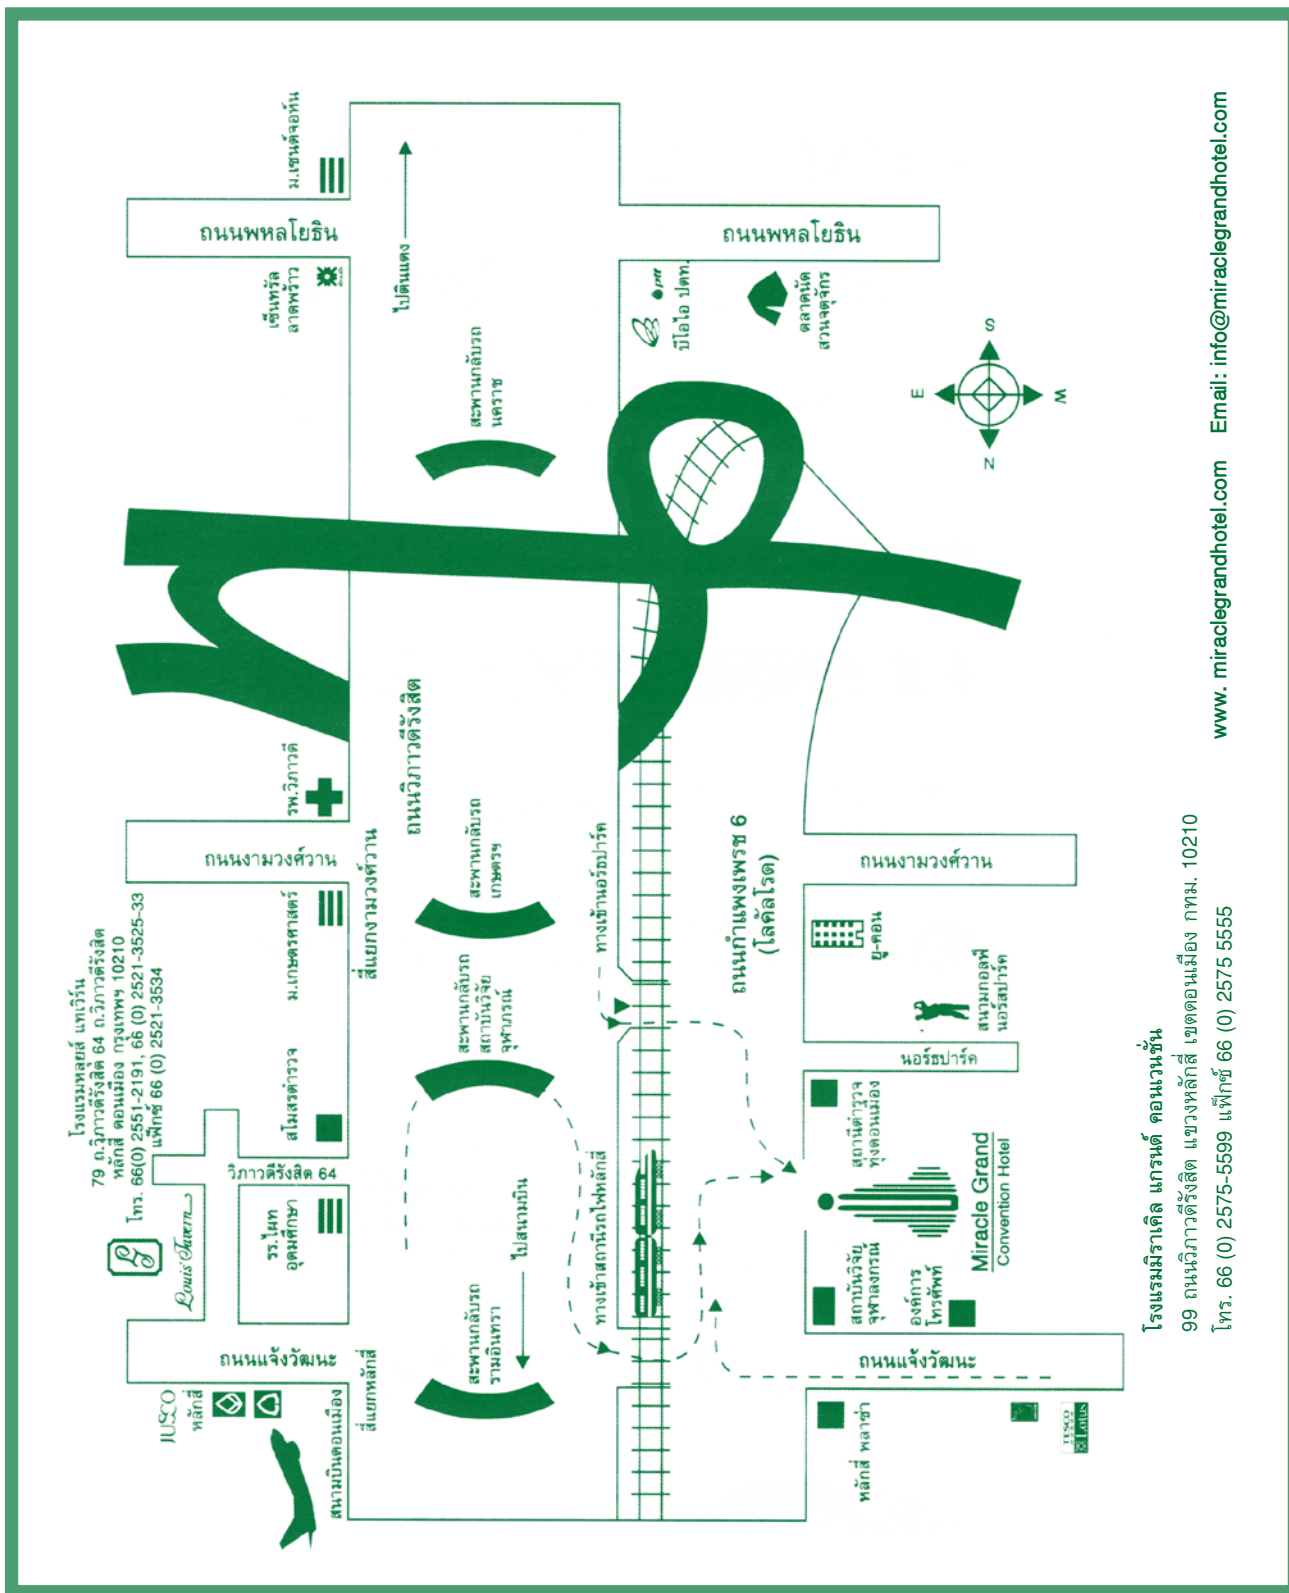 โรงแรมหลุยส์ แทเวิร์น
79 ถ.วิภาวดีรังสิต 64 ถ.วิภาวดีรังสิต
หลักสี่ ดอนเมือง กรุงเทพฯ 10210
โทร. 66(0) 2551-2191, 66 (0) 2521-3525-33
แฟ็กซ์ 66 (0) 2521-3534
Louis' Tavern
JUSCO
หลักสี่
สนามบินดอนเมือง
ถนนแจ้งวัฒนะ
สี่แยกหลักสี่
รร.ไผท
อุดมศึกษา
วิภาวดีรังสิต 64
สโมสรตำรวจ
ม.เกษตรศาสตร์
ถนนงามวงศ์วาน
สี่แยกงามวงศ์วาน
รพ.วิภาวดี
เซ็นทรัล
ลาดพร้าว
ถนนพหลโยธิน
ม.เซนต์จอห์น
ถนนวิภาวดีรังสิต
ไปดินแดง
สะพานกลับรถ
รามอินทรา
ไปสนามบิน
สะพานกลับรถ
สถาบันวิจัย
จุฬาภรณ์
สะพานกลับรถ
เกษตรฯ
สะพานกลับรถ
นคราช
ทางเข้าสถานีรถไฟหลักสี่
ทางเข้านอร์ธปาร์ค
บีโอไอ ปตท.
ptt
ตลาดนัด
สวนจตุจักร
ถนนพหลโยธิน
ถนนกำแพงเพรช 6
(โลคัลโรด)
หลักสี่ พลาซ่า
TESCO
Lotus
ถนนแจ้งวัฒนะ
สถาบันวิจัย
จุฬาลงกรณ์
องค์การ
โทรศัพท์
Miracle Grand
Convention Hotel
สถานีตำรวจ
ทุ่งดอนเมือง
นอร์ธปาร์ค
สนามกอลฟ์
นอร์สปาร์ค
ยู-คอน
ถนนงามวงศ์วาน
E
S
N
W
โรงแรมมิราเคิล แกรนด์ คอนเวนชั่น
99 ถนนวิภาวดีรังสิต แขวงหลักสี่ เขตดอนเมือง กทม. 10210
โทร. 66 (0) 2575-5599 แฟ็กซ์ 66 (0) 2575 5555
www. miraclegrandhotel.com Email: info@miraclegrandhotel.com